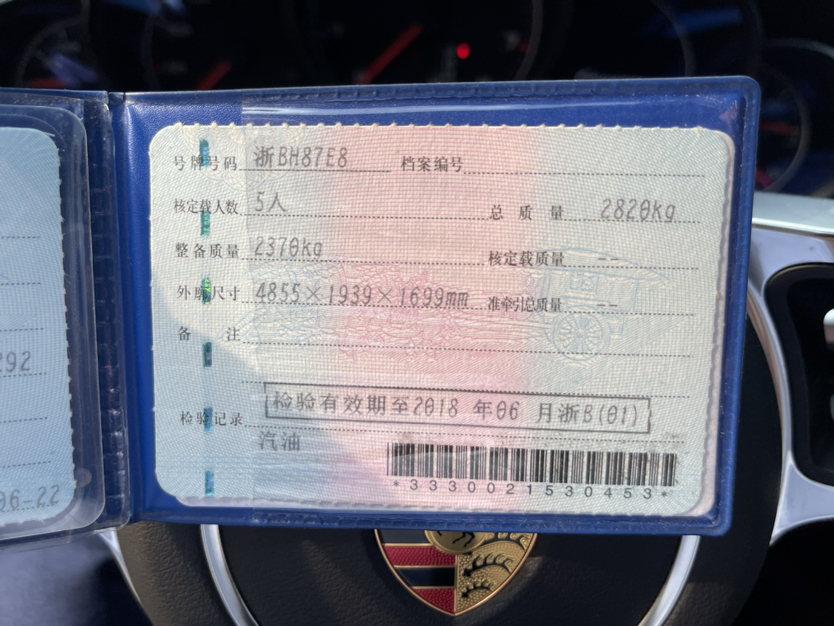 号牌号码 浙BH87E8 档案编号
核定载人数 5人 总质量 2820Kg
整备质量 2370Kg 核定载质量 --
外廓尺寸 4855×1939×1699mm 准牵引总质量 --
备注
检验记录 检验有效期至2018年06月浙B(01)
汽油
*3330021530453*
292
06-22